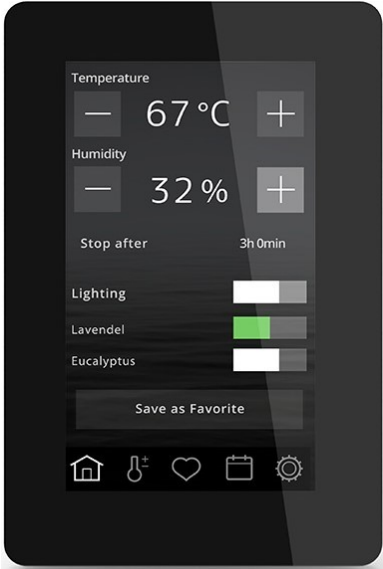 Temperature
— 67°C +
Humidity
— 32% +
Stop after 3h 0min
Lighting
Lavendel
Eucalyptus
Save as Favorite